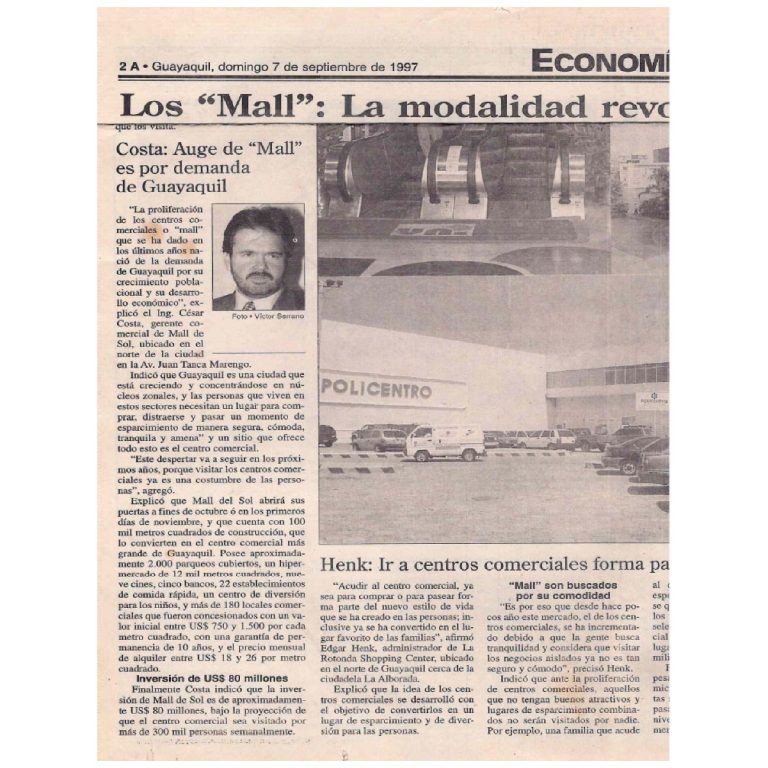 2 A • Guayaquil, domingo 7 de septiembre de 1997
ECONOMÍ
Los “Mall”: La modalidad revo
que los visita.
Costa: Auge de “Mall”
es por demanda
de Guayaquil
“La proliferación
de los centros co-
merciales o “mall”
que se ha dado en
los últimos años na-
ció de la demanda
de Guayaquil por su
crecimiento pobla-
cional y su desarro-
llo económico”, ex-
plicó el Ing. César
Costa, gerente co-
mercial de Mall de
Sol, ubicado en el
norte de la ciudad
en la Av. Juan Tanca Marengo.
Foto • Víctor Serrano
Indicó que Guayaquil es una ciudad que
está creciendo y concentrándose en nú-
cleos zonales, y las personas que viven en
estos sectores necesitan un lugar para com-
prar, distraerse y pasar un momento de
esparcimiento de manera segura, cómoda,
tranquila y amena” y un sitio que ofrece
todo esto es el centro comercial.
“Este despertar va a seguir en los próxi-
mos años, porque visitar los centros comer-
ciales ya es una costumbre de las perso-
nas”, agregó.
Explicó que Mall del Sol abrirá sus
puertas a fines de octubre ó en los primeros
días de noviembre, y que cuenta con 100
mil metros cuadrados de construcción, que
lo convierten en el centro comercial más
grande de Guayaquil. Posee aproximada-
mente 2.000 parqueos cubiertos, un hiper-
mercado de 12 mil metros cuadrados, nue-
ve cines, cinco bancos, 22 establecimientos
de comida rápida, un centro de diversión
para los niños, y más de 180 locales comer-
ciales que fueron concesionados con un va-
lor inicial entre US$ 750 y 1.500 por cada
metro cuadrado, con una garantía de per-
manencia de 10 años, y el precio mensual
de alquiler entre US$ 18 y 26 por metro
cuadrado.
Inversión de US$ 80 millones
Finalmente Costa indicó que la inver-
sión de Mall de Sol es de aproximadamen-
te US$ 80 millones, bajo la proyección de
que el centro comercial sea visitado por
más de 300 mil personas semanalmente.
POLICENTRO
Henk: Ir a centros comerciales forma pa
“Acudir al centro comercial, ya
sea para comprar o para pasear for-
ma parte del nuevo estilo de vida
que se ha creado en las personas; in-
clusive ya se ha convertido en el lu-
gar favorito de las familias”, afirmó
Edgar Henk, administrador de La
Rotonda Shopping Center, ubicado
en el norte de Guayaquil cerca de la
ciudadela La Alborada.
Explicó que la idea de los cen-
tros comerciales se desarrolló con
el objetivo de convertirlos en un
lugar de esparcimiento y de diver-
sión para las personas.
“Mall” son buscados
por su comodidad
“Es por eso que desde hace po-
cos año este mercado, el de los cen-
tros comerciales, se ha incrementa-
do debido a que la gente busca
tranquilidad y considera que visitar
los negocios aislados ya no es tan
seguro y cómodo”, precisó Henk.
Indicó que ante la proliferación
de centros comerciales, aquellos
que no tengan buenos atractivos y
lugares de esparcimiento combina-
dos no serán visitados por nadie.
Por ejemplo, una familia que acude